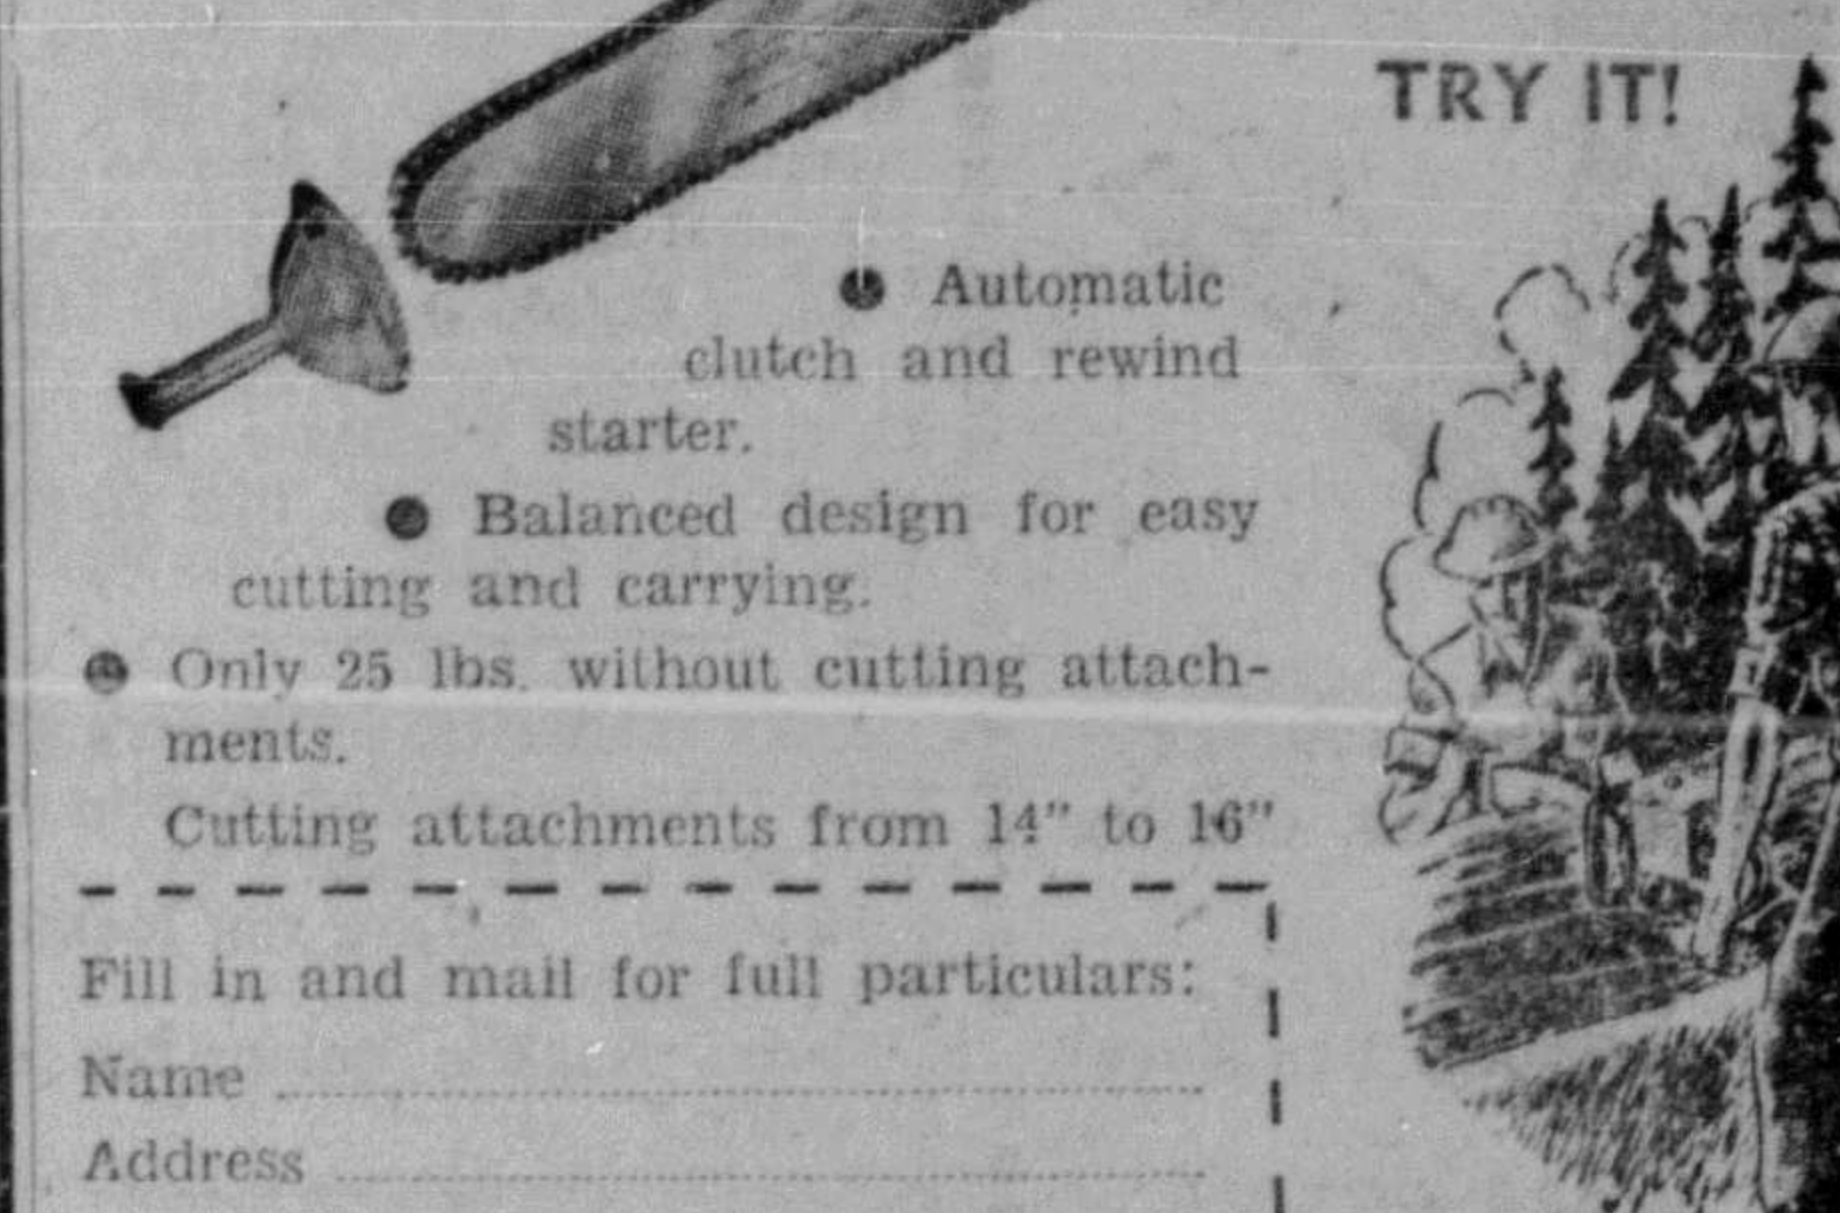 TRY IT!
● Automatic
clutch and rewind
starter.
● Balanced design for easy
cutting and carrying.
● Only 25 lbs. without cutting attach-
ments.
Cutting attachments from 14" to 16"
Fill in and mail for full particulars:
Name
Address